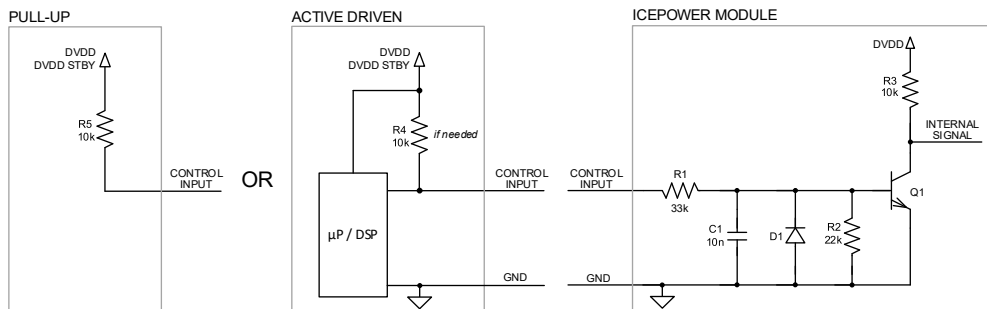 PULL-UP
DVDD
DVDD STBY
R5
10k
CONTROL
INPUT
OR
ACTIVE DRIVEN
DVDD
DVDD STBY
R4
10k
if needed
µP / DSP
CONTROL
INPUT
GND
ICEPOWER MODULE
CONTROL
INPUT
GND
R1
33k
C1
10n
D1
R2
22k
DVDD
R3
10k
INTERNAL
SIGNAL
Q1